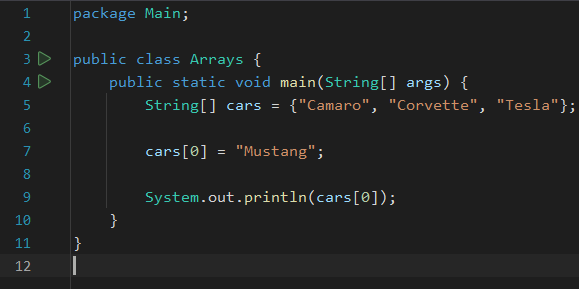 1 package Main;
2
3 public class Arrays {
4     public static void main(String[] args) {
5         String[] cars = {"Camaro", "Corvette", "Tesla"};
6
7         cars[0] = "Mustang";
8
9         System.out.println(cars[0]);
10     }
11 }
12